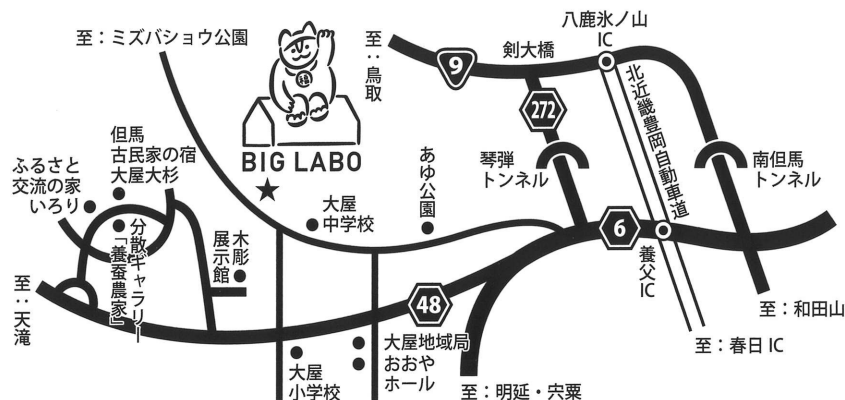 至：ミズバショウ公園
至：鳥取
9
剣大橋
八鹿氷ノ山
IC
北近畿豊岡自動車道
272
福
BIG LABO
但馬
古民家の宿
大屋大杉
ふるさと
交流の家
いろり
分散ギャラリー
「養蚕農家」
木彫
展示館
大屋
中学校
あゆ公園
琴弾
トンネル
南但馬
トンネル
6
養父IC
48
至：天滝
大屋
小学校
大屋地域局
おおや
ホール
至：明延・宍粟
至：春日 IC
至：和田山